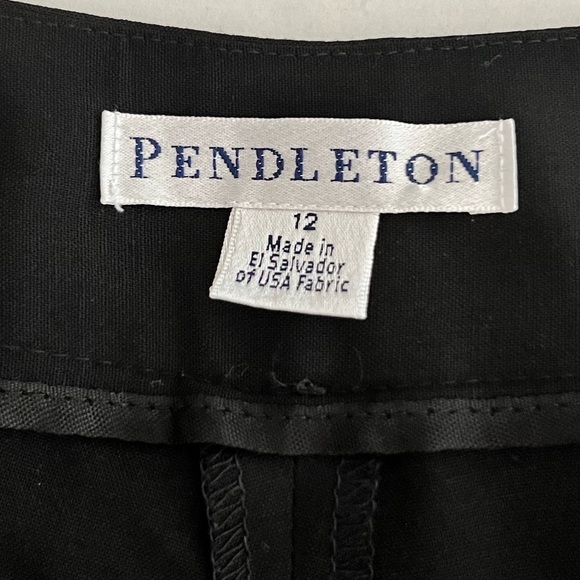 PENDLETON
12
Made in
El Salvador
of USA Fabric